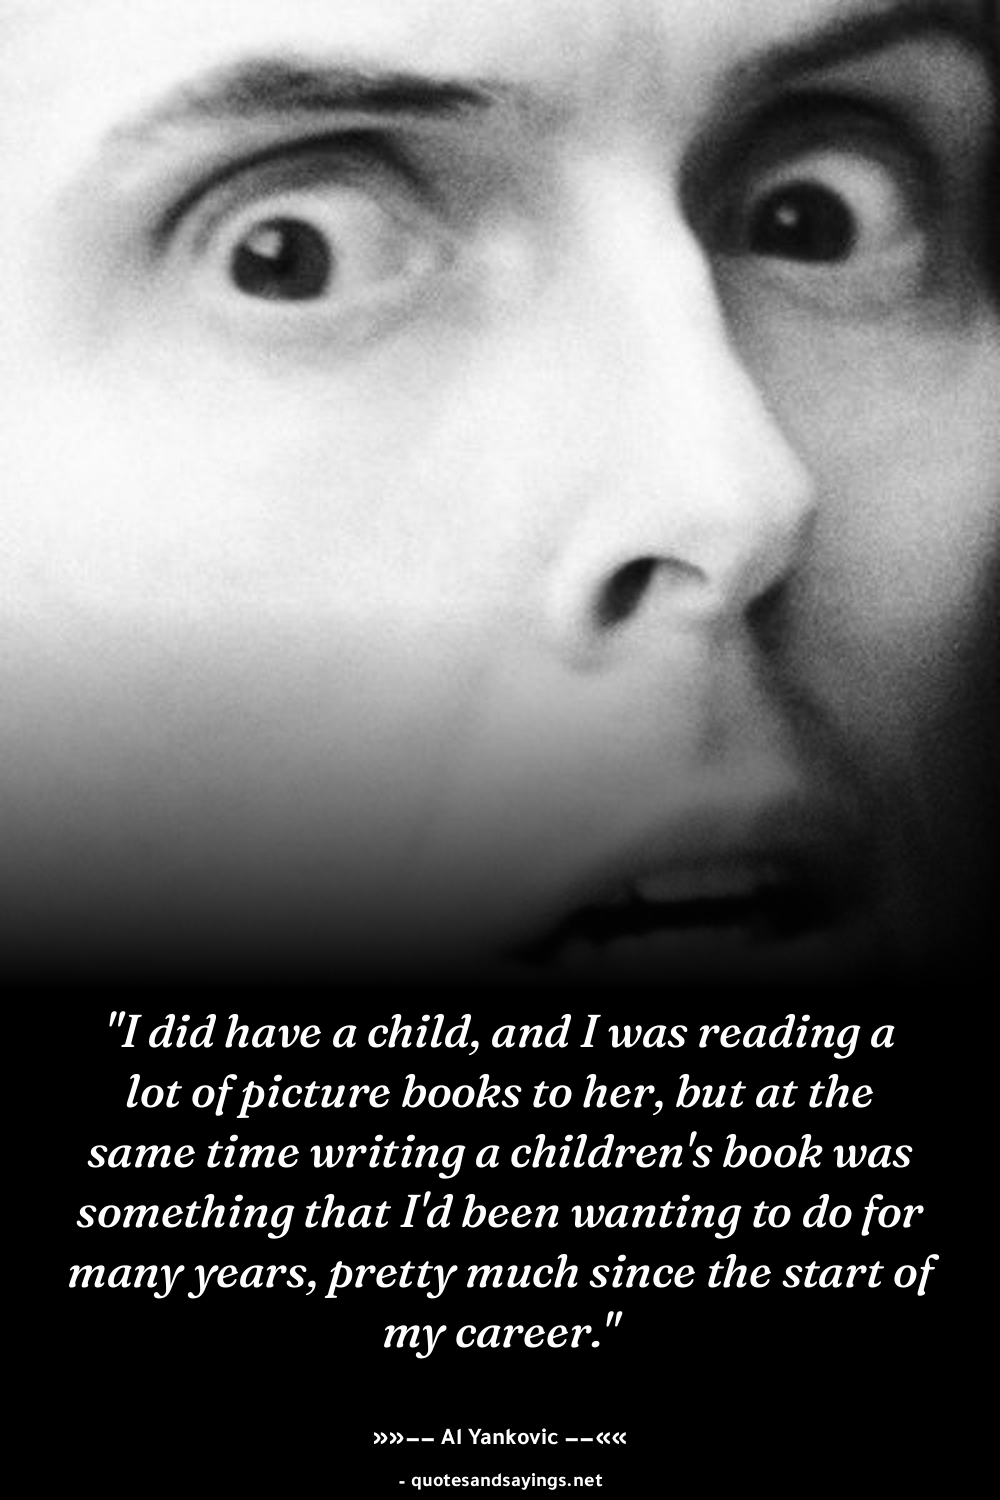 "I did have a child, and I was reading a
lot of picture books to her, but at the
same time writing a children's book was
something that I'd been wanting to do for
many years, pretty much since the start of
my career."
»»–– Al Yankovic ––««
- quotesandsayings.net